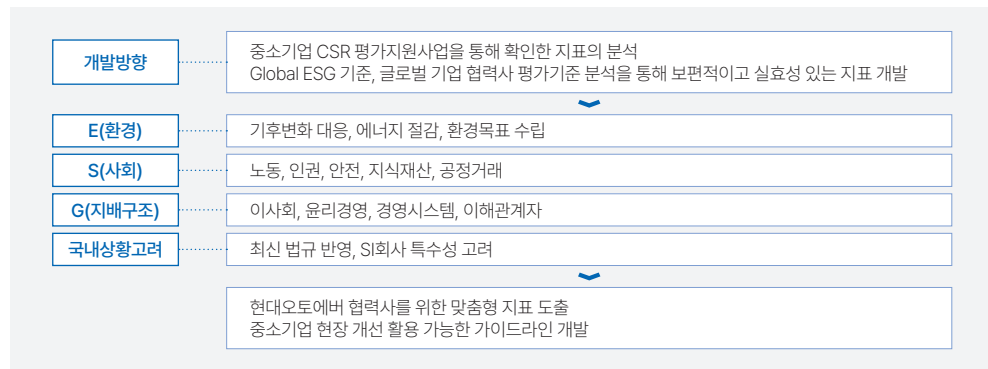 개발방향
중소기업 CSR 평가지원사업을 통해 확인한 지표의 분석
Global ESG 기준, 글로벌 기업 협력사 평가기준 분석을 통해 보편적이고 실효성 있는 지표 개발
E(환경)
기후변화 대응, 에너지 절감, 환경목표 수립
S(사회)
노동, 인권, 안전, 지식재산, 공정거래
G(지배구조)
이사회, 윤리경영, 경영시스템, 이해관계자
국내상황고려
최신 법규 반영, SI회사 특수성 고려
현대오토에버 협력사를 위한 맞춤형 지표 도출
중소기업 현장 개선 활용 가능한 가이드라인 개발